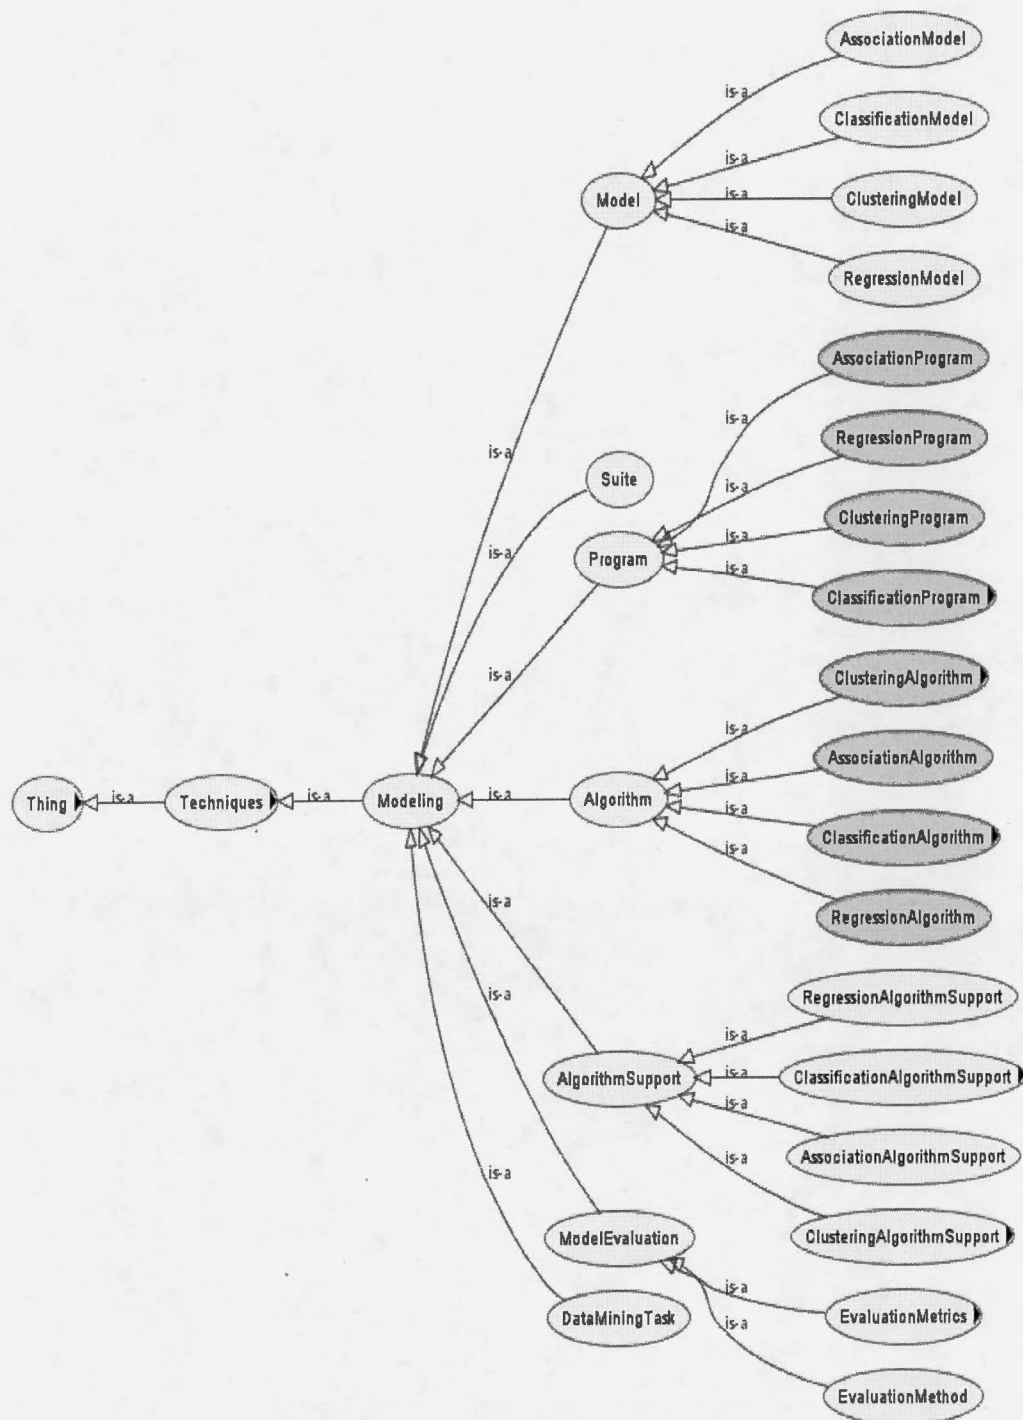 AssociationModel
is-a
ClassificationModel
is-a
Model
is-a
ClusteringModel
is-a
RegressionModel
AssociationProgram
is-a
RegressionProgram
is-a
Suite
is-a
ClusteringProgram
is-a
Program
is-a
ClassificationProgram
is-a
is-a
ClusteringAlgorithm
is-a
AssociationAlgorithm
is-a
Thing
is-a
Techniques
is-a
Modeling
is-a
Algorithm
is-a
ClassificationAlgorithm
is-a
RegressionAlgorithm
is-a
RegressionAlgorithmSupport
is-a
is-a
AlgorithmSupport
is-a
ClassificationAlgorithmSupport
is-a
AssociationAlgorithmSupport
is-a
is-a
ModelEvaluation
ClusteringAlgorithmSupport
is-a
DataMiningTask
EvaluationMetrics
is-a
EvaluationMethod